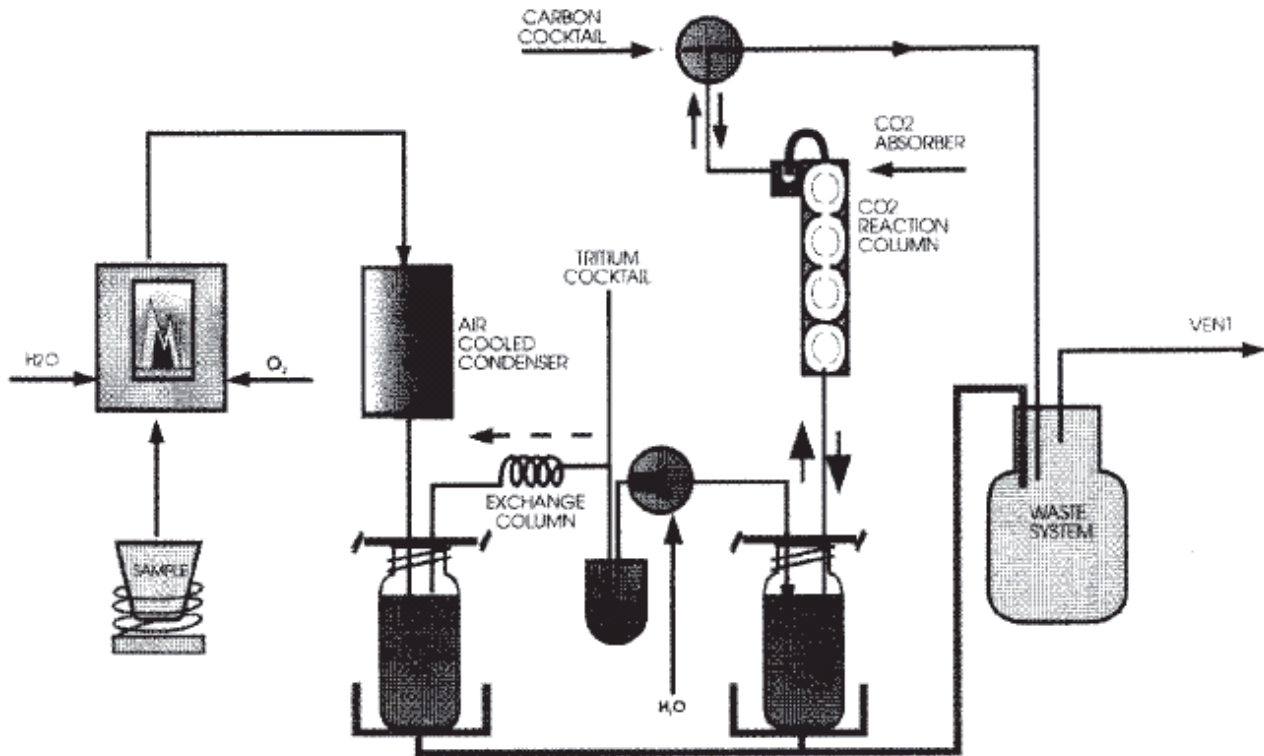 CARBON
COCKTAIL
CO2
ABSORBER
CO2
REACTION
COLUMN
TRITIUM
COCKTAIL
AIR
COOLED
CONDENSER
VENT
H2O
O2
EXCHANGE
COLUMN
WASTE
SYSTEM
SAMPLE
H2O